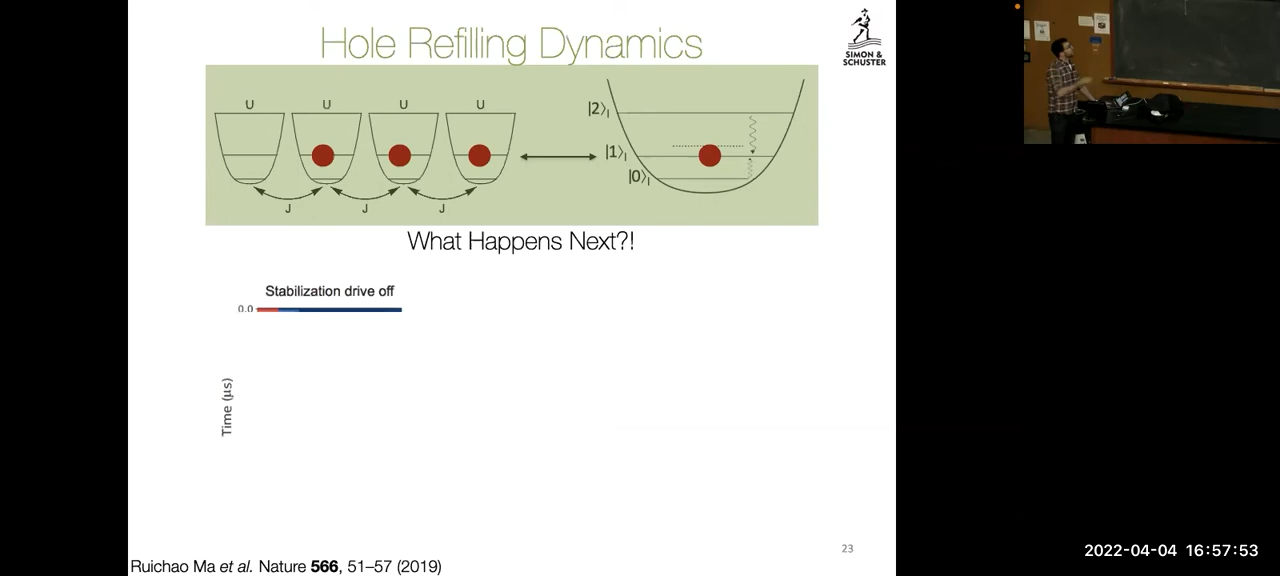 Hole Refilling Dynamics
SIMON &
SCHUSTER
U U U U
|2⟩ₗ
|1⟩ₗ
|0⟩ₗ
J J J
What Happens Next?!
Stabilization drive off
0.0
Time (μs)
23
Ruichao Ma et al. Nature 566, 51–57 (2019)
2022-04-04 16:57:53